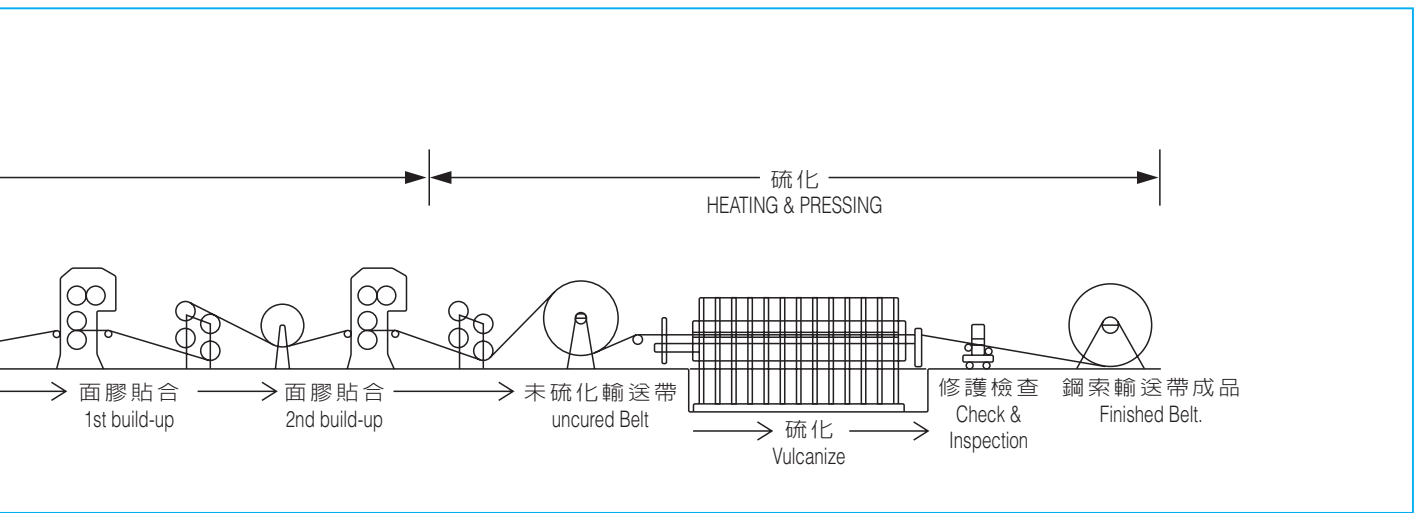 硫化
HEATING & PRESSING
面膠貼合
1st build-up
面膠貼合
2nd build-up
未硫化輸送帶
uncured Belt
硫化
Vulcanize
修護檢查
Check &
Inspection
鋼索輸送帶成品
Finished Belt.